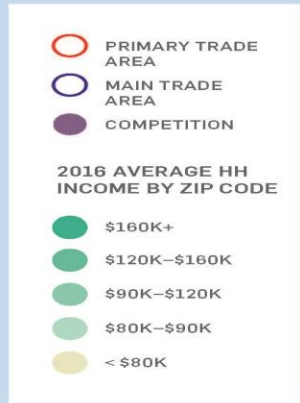 PRIMARY TRADE
AREA
MAIN TRADE
AREA
COMPETITION
2016 AVERAGE HH
INCOME BY ZIP CODE
$160K+
$120K–$160K
$90K–$120K
$80K–$90K
< $80K